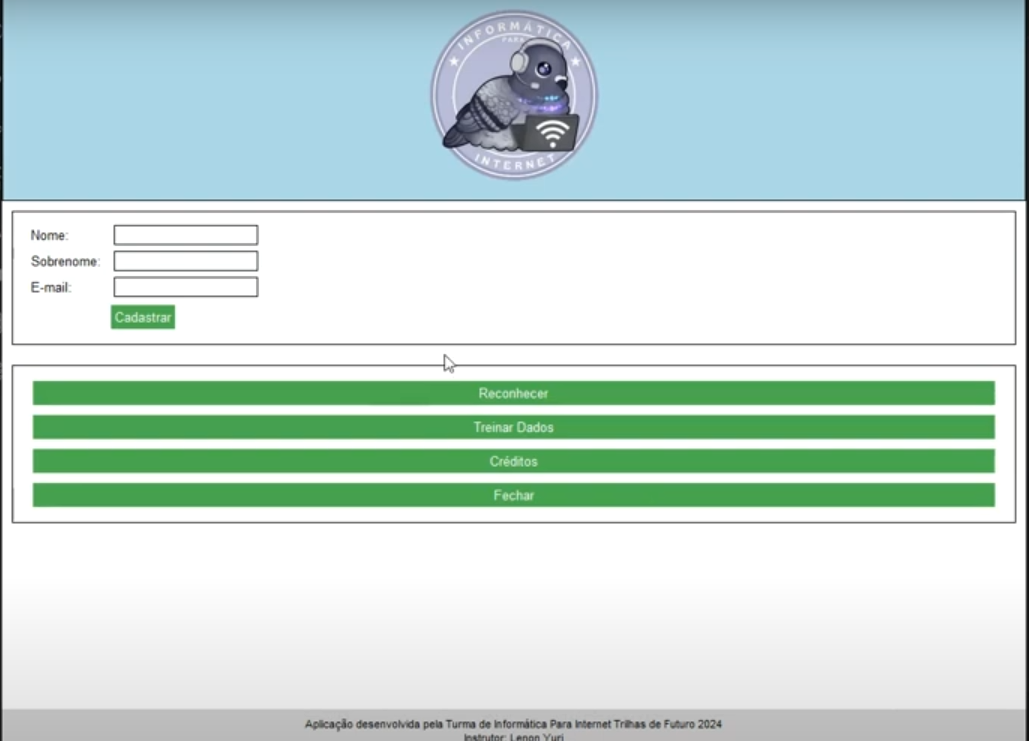 INFORMÁTICA
PARA
INTERNET
Nome:
Sobrenome:
E-mail:
Cadastrar
Reconhecer
Treinar Dados
Créditos
Fechar
Aplicação desenvolvida pela Turma de Informática Para Internet Trilhas de Futuro 2024
Instrutor: Lenon Yuri